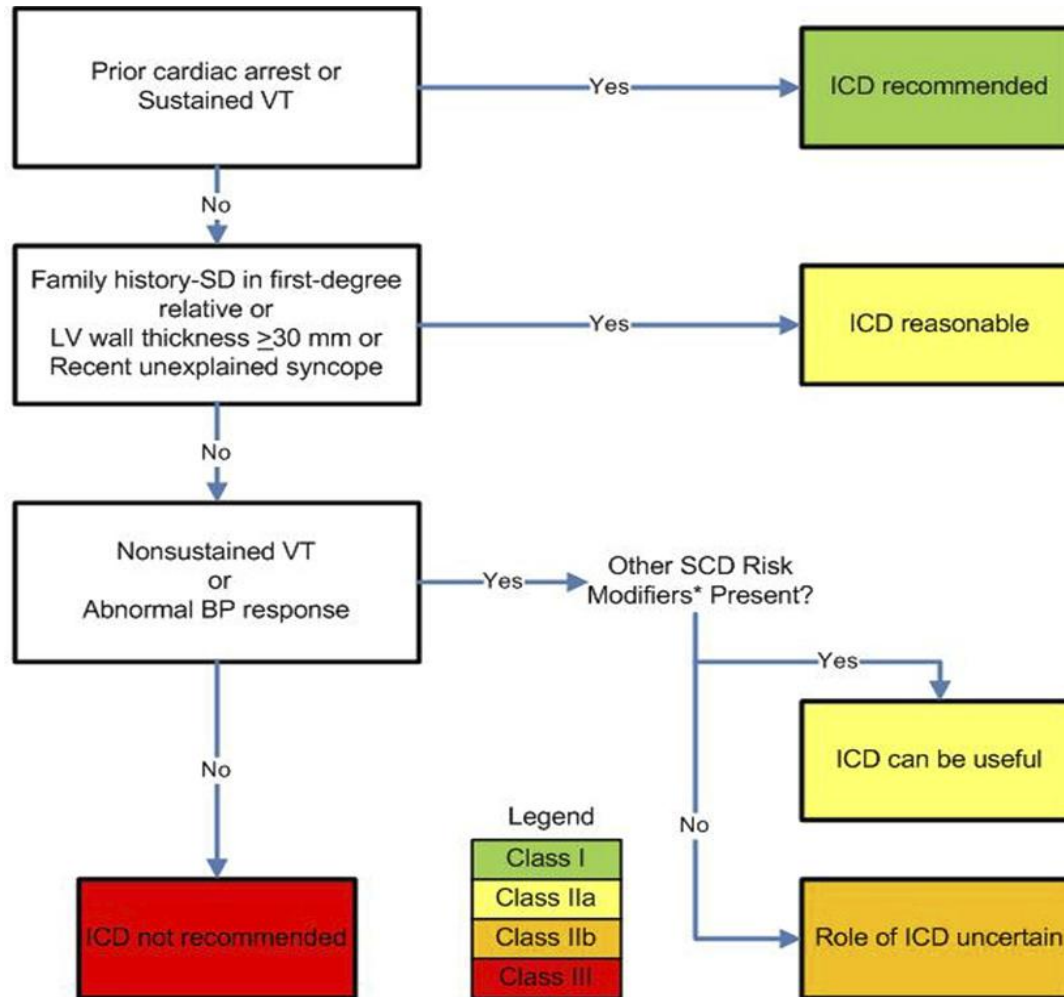 Prior cardiac arrest or
Sustained VT
Yes
ICD recommended
No
Family history-SD in first-degree
relative or
LV wall thickness ≥30 mm or
Recent unexplained syncope
Yes
ICD reasonable
No
Nonsustained VT
or
Abnormal BP response
Yes
Other SCD Risk
Modifiers* Present?
Yes
ICD can be useful
No
No
Legend
Class I
Class IIa
Class IIb
Class III
ICD not recommended
Role of ICD uncertain